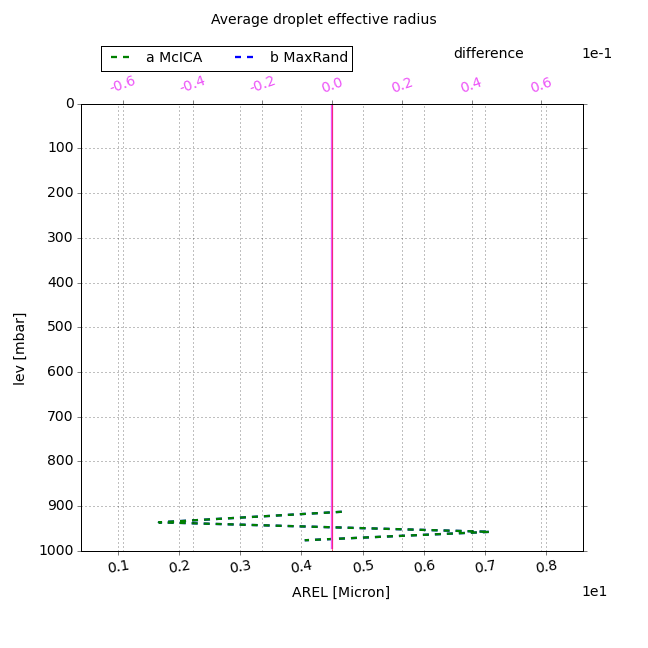 Average droplet effective radius
a McICA b MaxRand difference 1e-1
-0.6 -0.4 -0.2 0.0 0.2 0.4 0.6
0
100
200
300
400
500
600
700
800
900
1000
lev [mbar]
0.1 0.2 0.3 0.4 0.5 0.6 0.7 0.8
AREL [Micron] 1e1